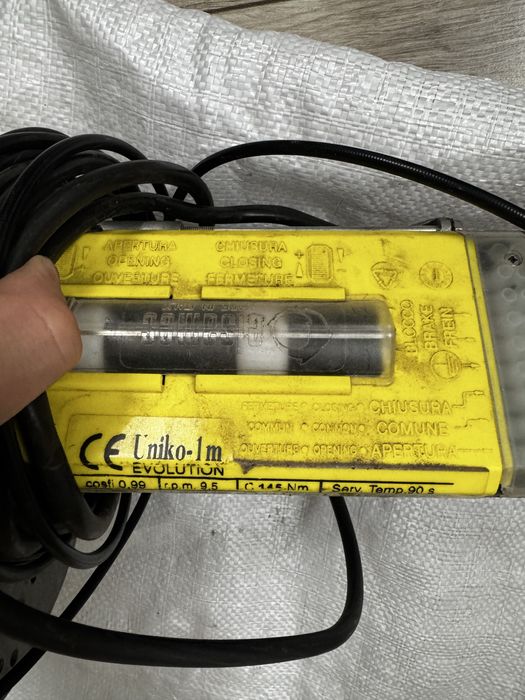 APERTURA
OPENING
OUVERTURE
CHIUSURA
CLOSING
FERMETURE
BLOCCO
BRAKE
FREIN
FERMETURE CLOSING CHIUSURA
COMMUN COMMON COMUNE
OUVERTURE OPENING APERTURA
CE Uniko-1m
EVOLUTION
cosfi 0,99 r.p.m. 9,5 C 145 Nm Serv. Temp. 90 s